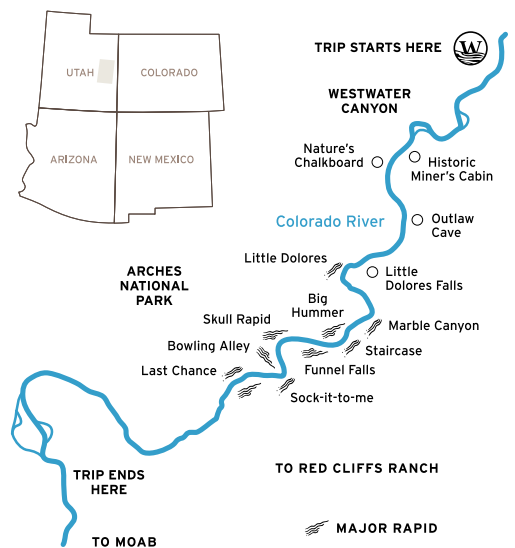 TRIP STARTS HERE
W
UTAH
COLORADO
WESTWATER
CANYON
ARIZONA
NEW MEXICO
Nature's
Chalkboard
Historic
Miner's Cabin
Colorado River
Outlaw
Cave
Little Dolores
ARCHES
NATIONAL
PARK
Little
Dolores Falls
Big
Hummer
Skull Rapid
Marble Canyon
Bowling Alley
Staircase
Last Chance
Funnel Falls
Sock-it-to-me
TRIP ENDS
HERE
TO RED CLIFFS RANCH
TO MOAB
MAJOR RAPID